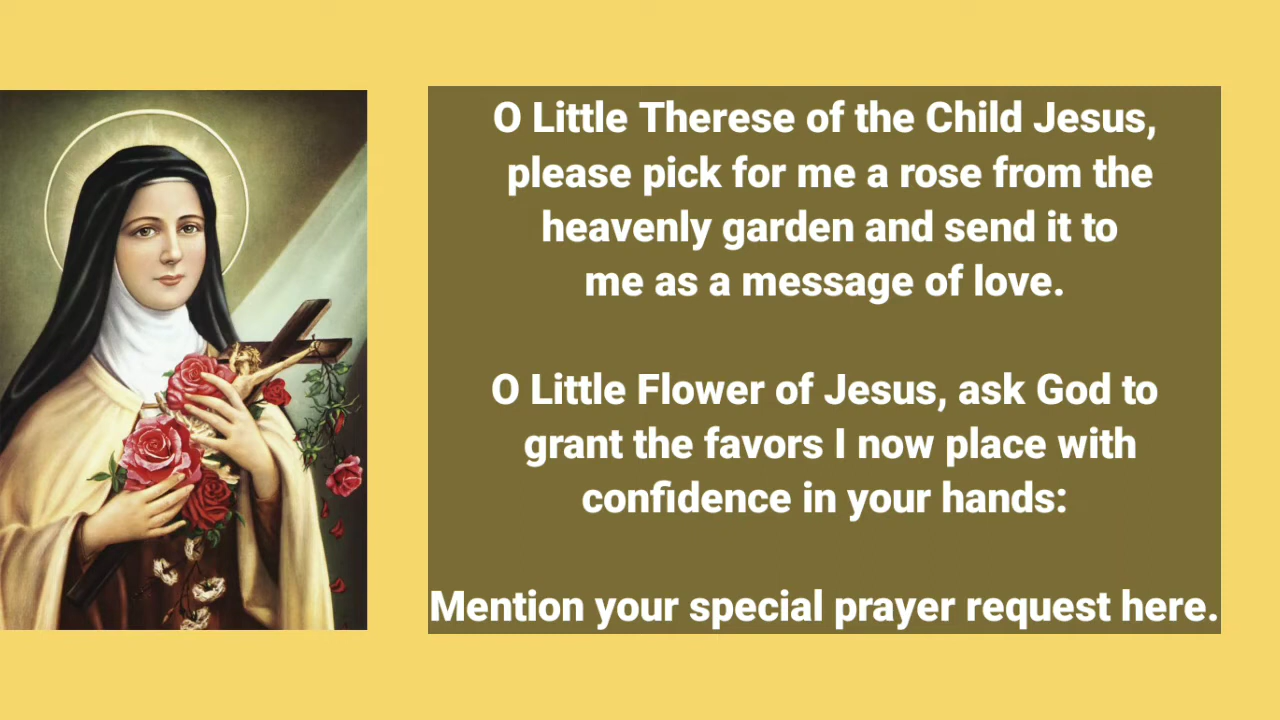 O Little Therese of the Child Jesus,
please pick for me a rose from the
heavenly garden and send it to
me as a message of love.
O Little Flower of Jesus, ask God to
grant the favors I now place with
confidence in your hands:
Mention your special prayer request here.